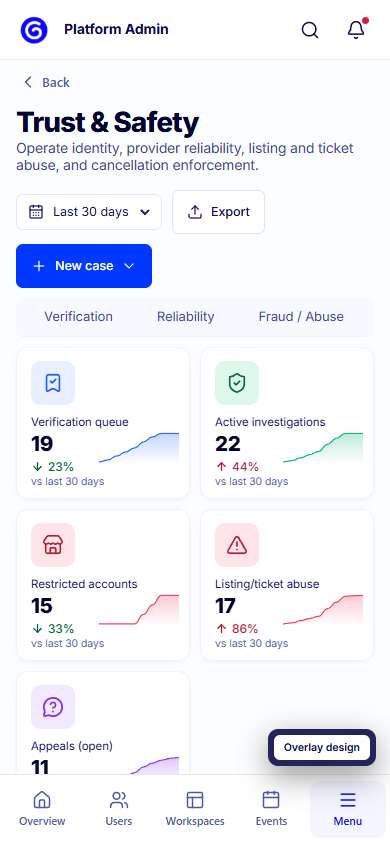 Platform Admin
Back
Trust & Safety
Operate identity, provider reliability, listing and ticket
abuse, and cancellation enforcement.
Last 30 days
Export
New case
Verification
Reliability
Fraud / Abuse
Verification queue
19
↓ 23%
vs last 30 days
Active investigations
22
↑ 44%
vs last 30 days
Restricted accounts
15
↓ 33%
vs last 30 days
Listing/ticket abuse
17
↑ 86%
vs last 30 days
Appeals (open)
11
Overlay design
Overview
Users
Workspaces
Events
Menu